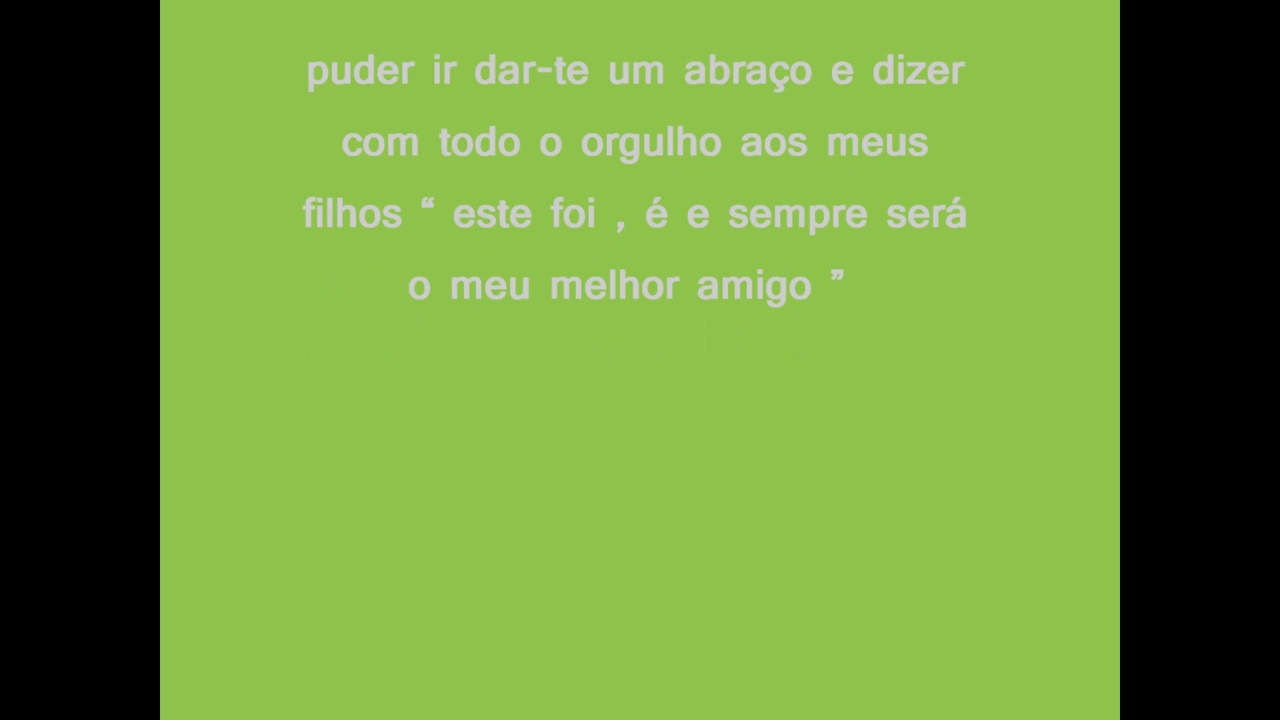 puder ir dar-te um abraço e dizer
com todo o orgulho aos meus
filhos “ este foi , é e sempre será
o meu melhor amigo ”